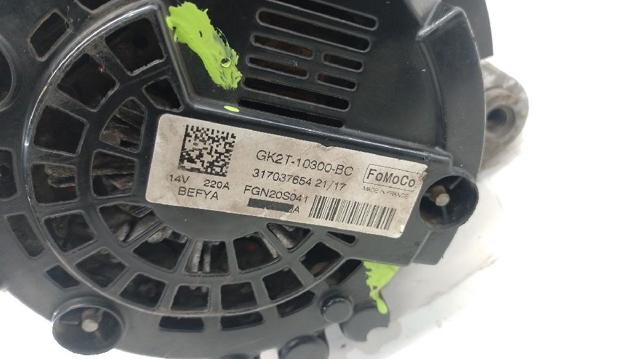 GK2T-10300-BC
FoMoCo
MADE IN FRANCE
317037654 21/17
14V 220A
FGN20S041
BEFYA
A